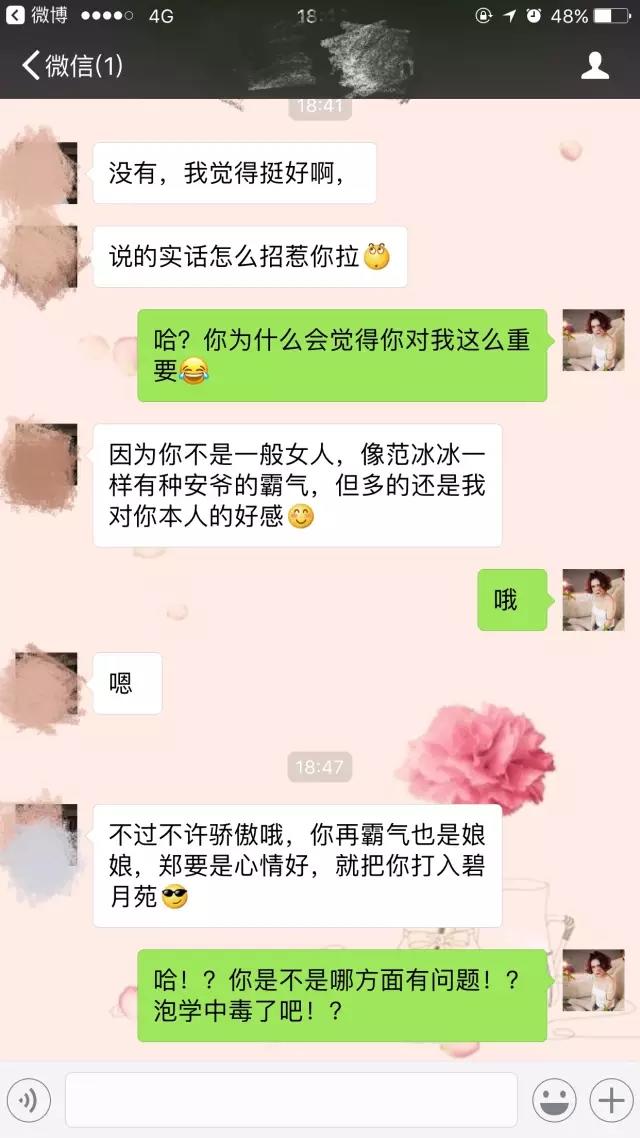 微博 4G 48%
微信(1)
18:41
没有，我觉得挺好啊，
说的实话怎么招惹你拉
哈？你为什么会觉得你对我这么重
要
因为你不是一般女人，像范冰冰一
样有种安爷的霸气，但多的还是我
对你本人的好感
哦
嗯
18:47
不过不许骄傲哦，你再霸气也是娘
娘，郑要是心情好，就把你打入碧
月苑
哈！？你是不是哪方面有问题！？
泡学中毒了吧！？